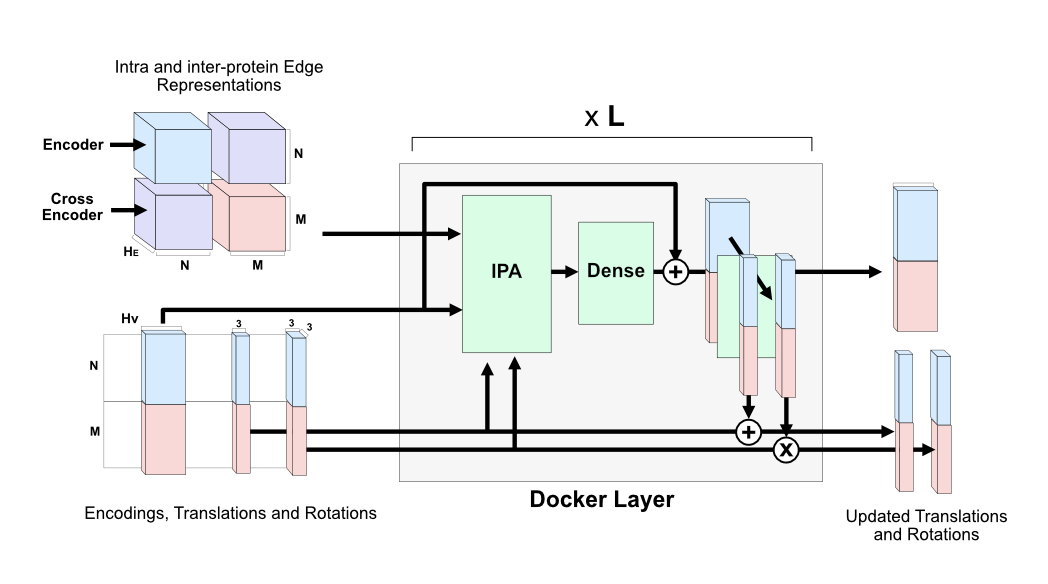 Intra and inter-protein Edge
Representations
x L
Encoder
N
Cross
Encoder
M
HE
N
M
IPA
Dense
+
Hv
3
3
3
N
M
+
x
Docker Layer
Encodings, Translations and Rotations
Updated Translations
and Rotations